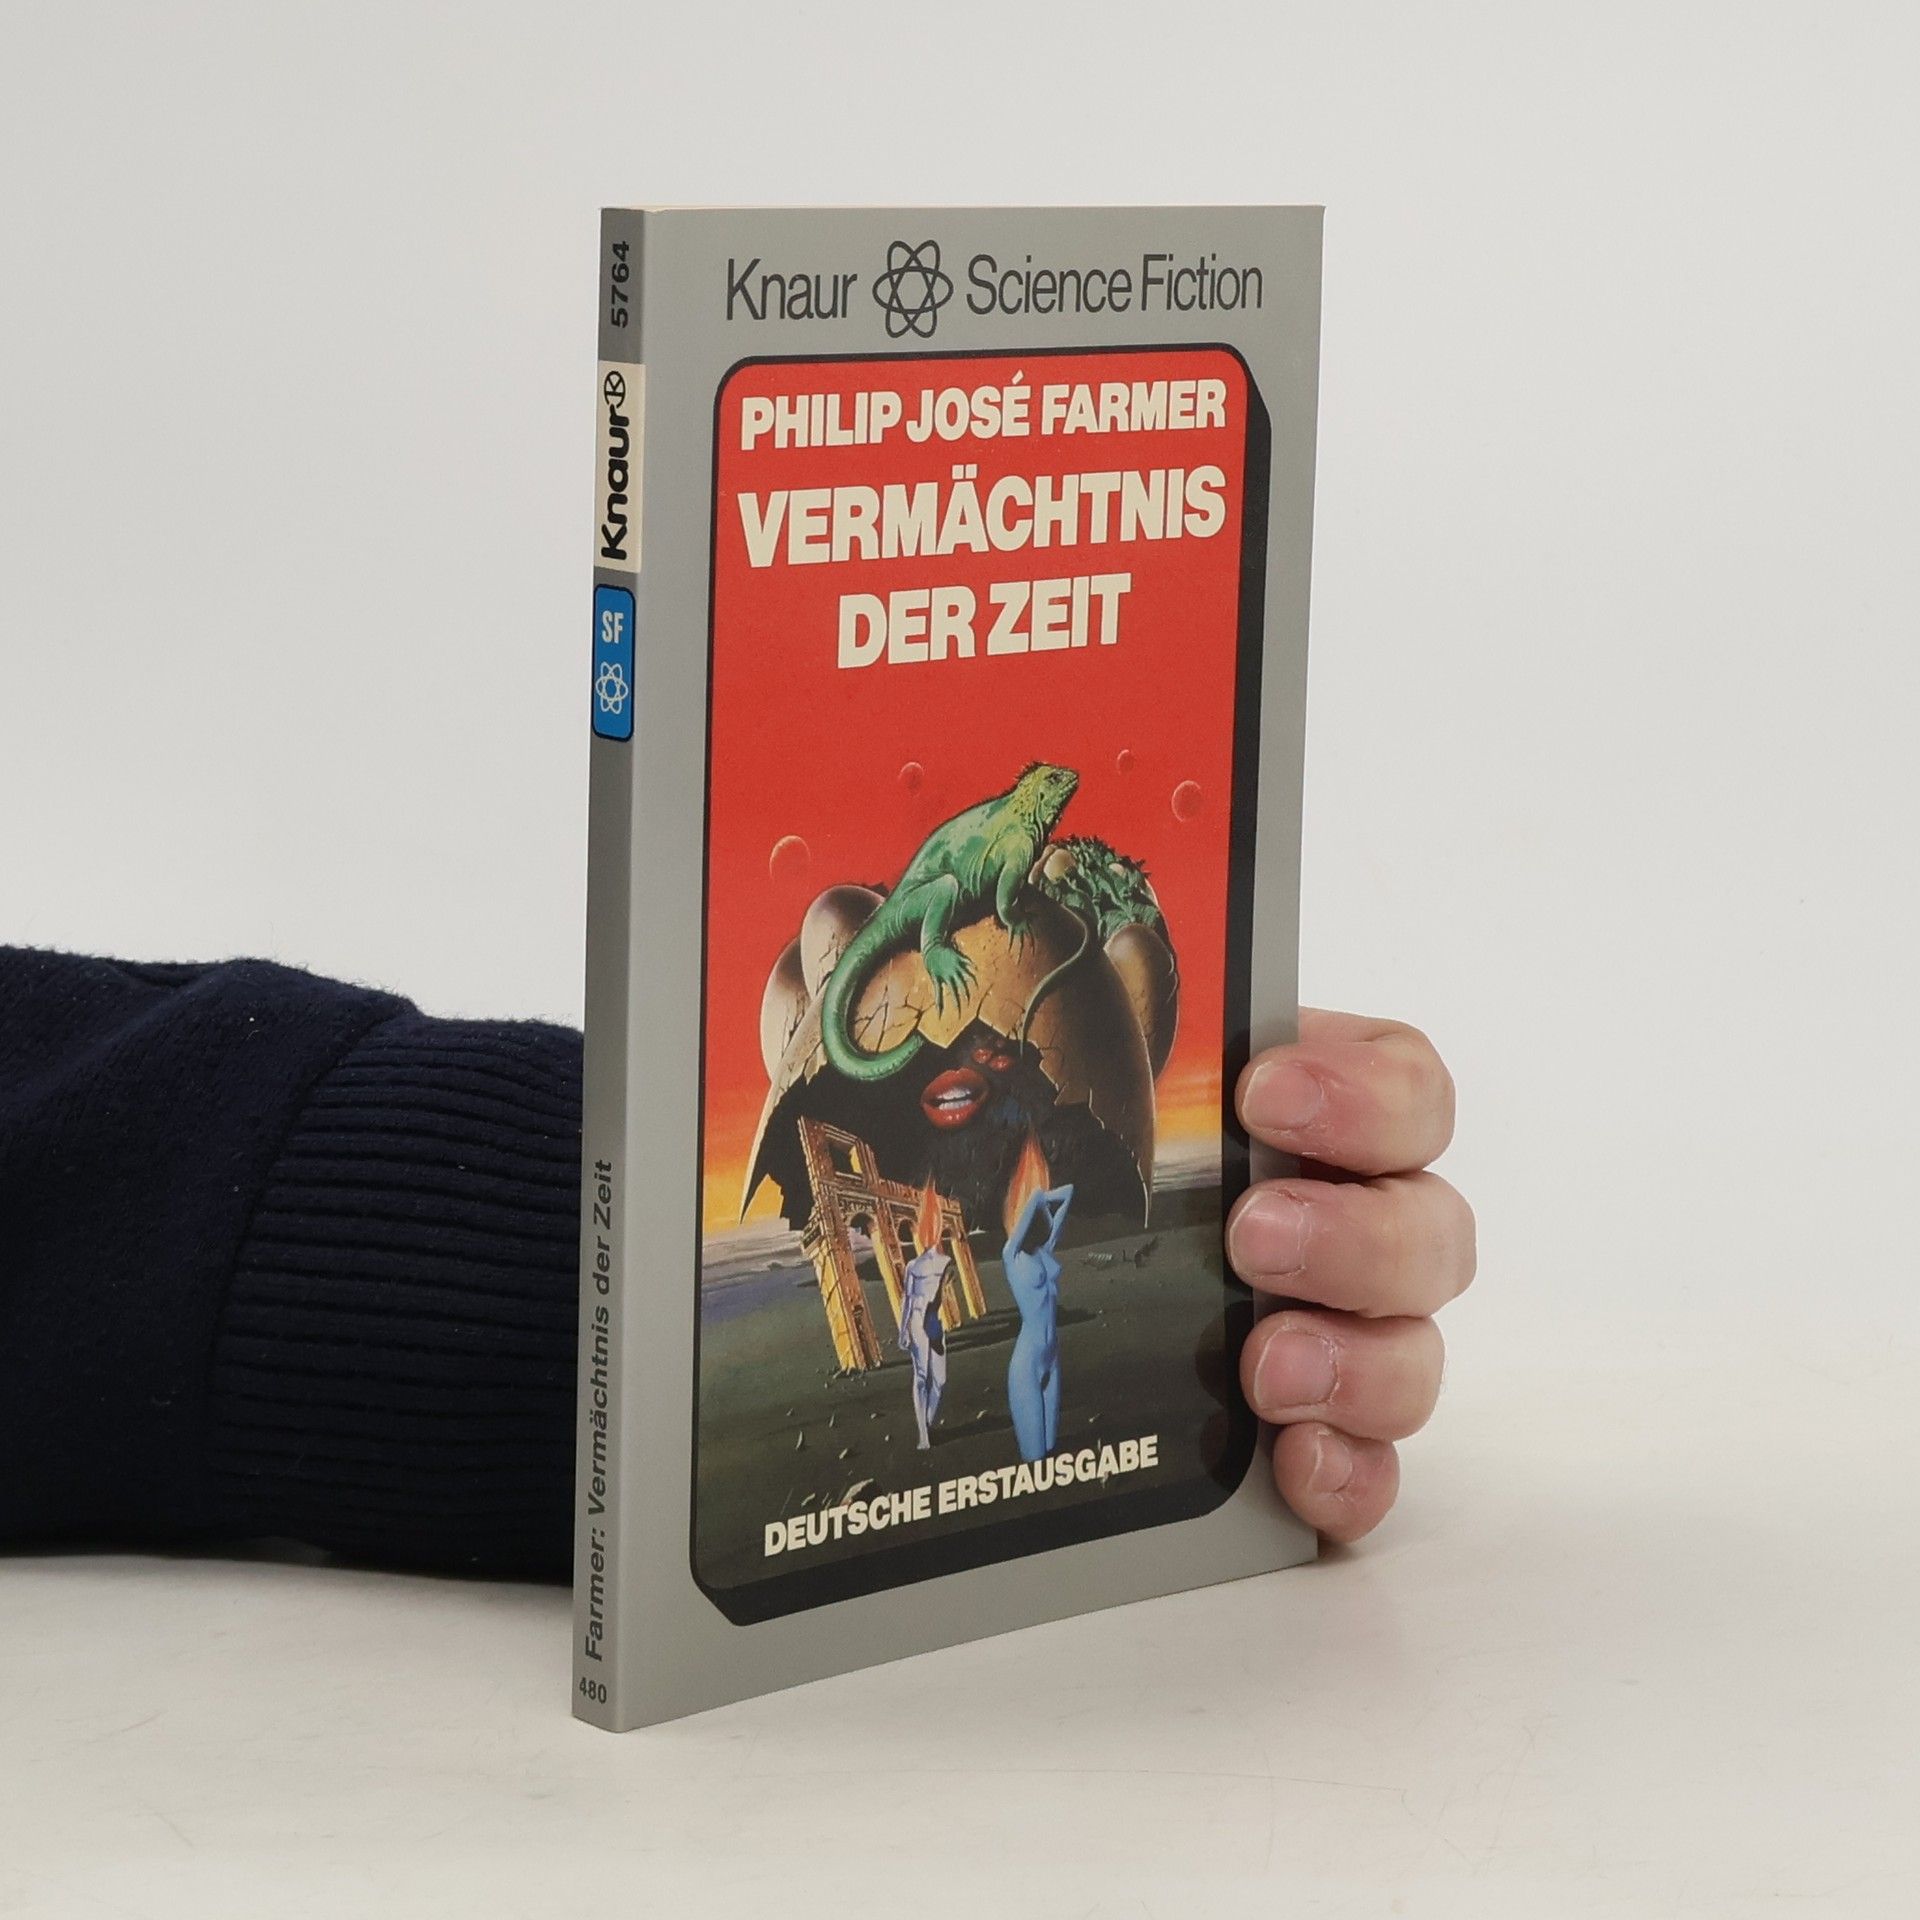 Knaur Science Fiction
PHILIP JOSÉ FARMER
VERMÄCHTNIS
DER ZEIT
DEUTSCHE ERSTAUSGABE
5764
Knaur
SF
Farmer: Vermächtnis der Zeit
480